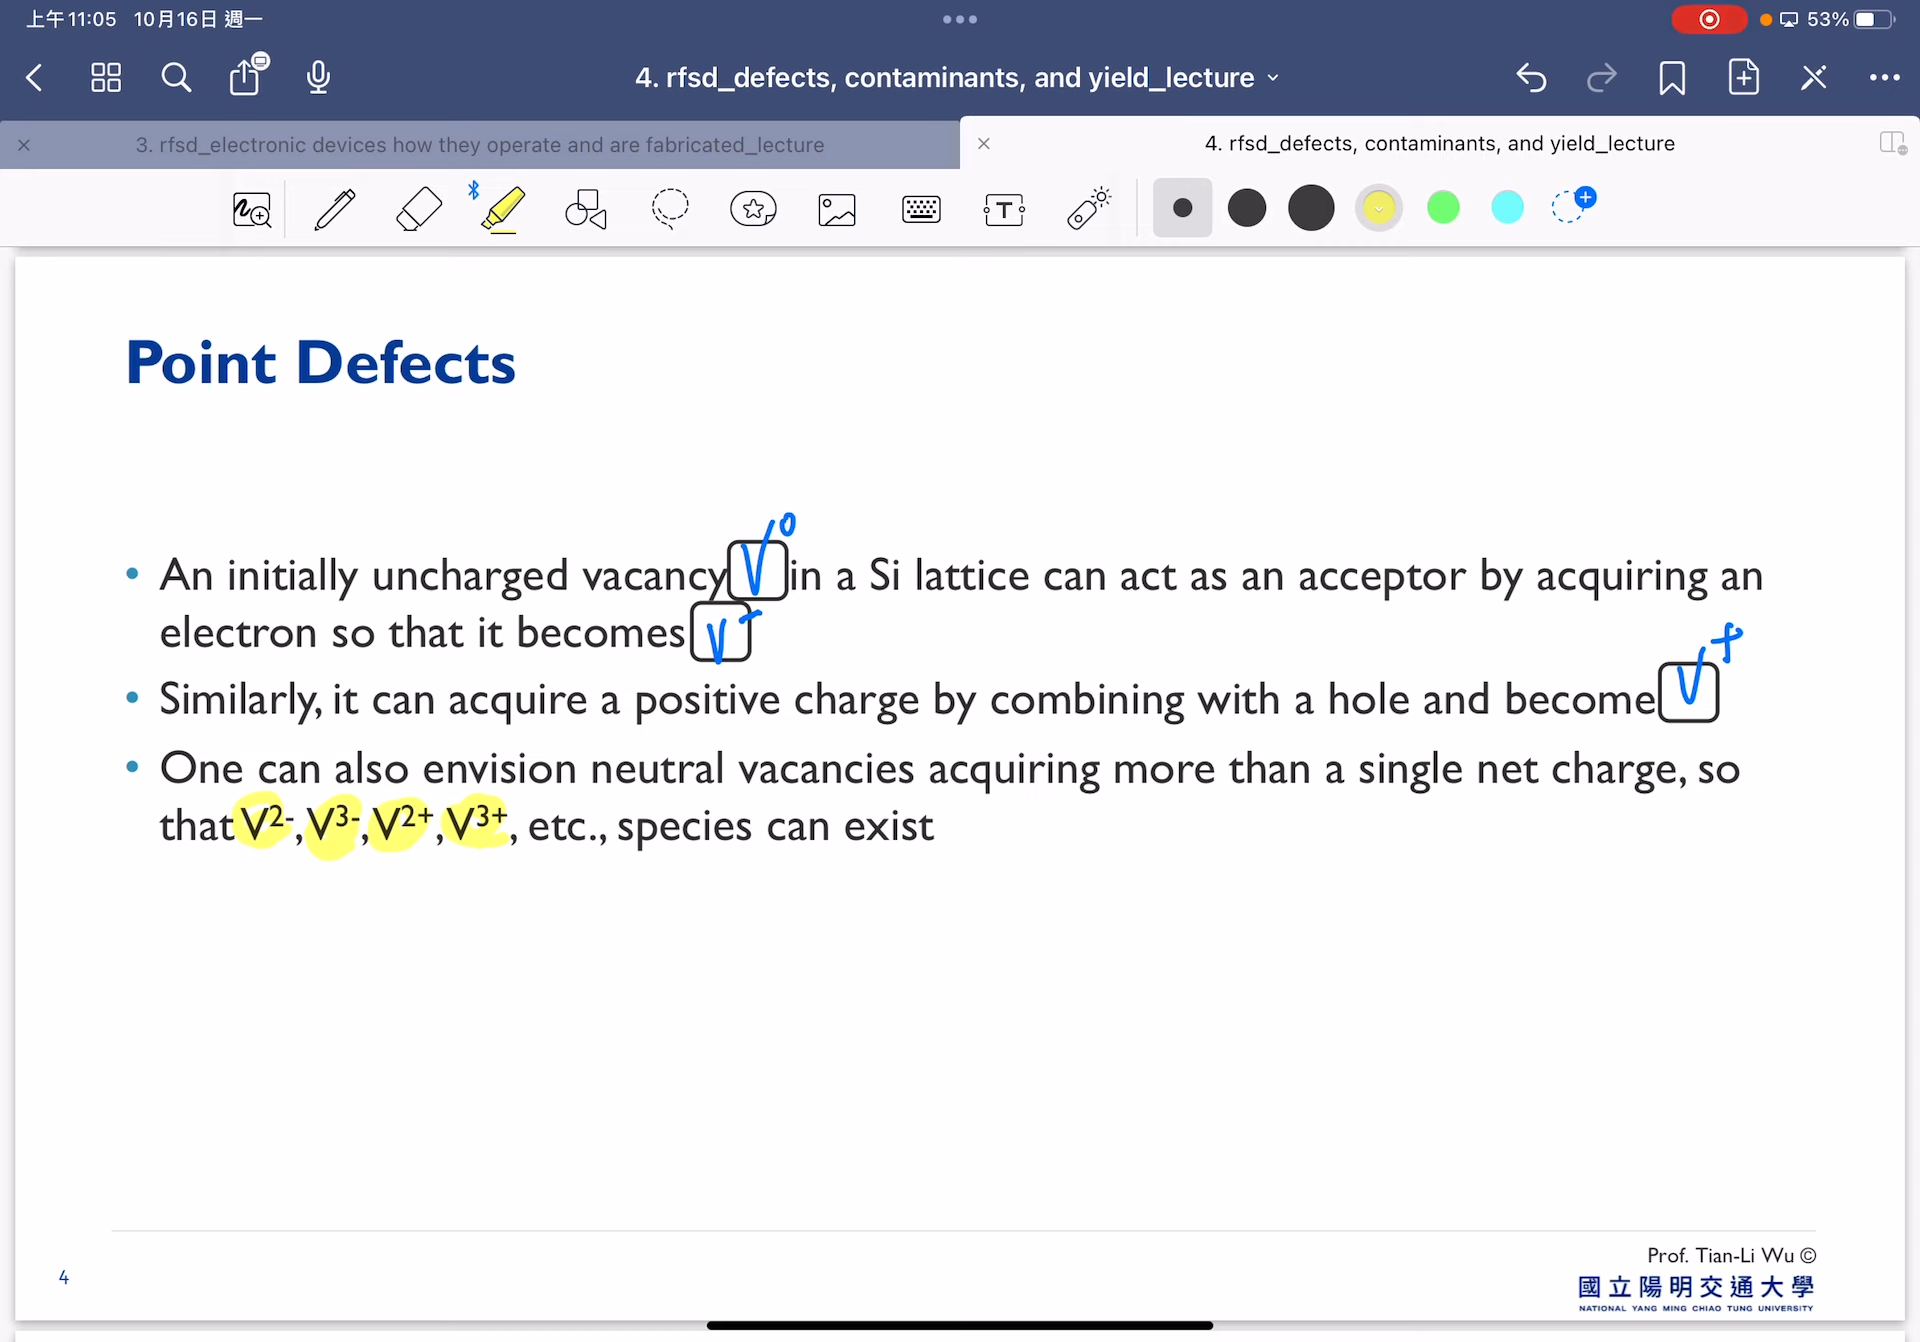 上午11:05 10月16日 週一
53%
4. rfsd_defects, contaminants, and yield_lecture
3. rfsd_electronic devices how they operate and are fabricated_lecture
4. rfsd_defects, contaminants, and yield_lecture
Point Defects
• An initially uncharged vacancy V⁰ in a Si lattice can act as an acceptor by acquiring an
electron so that it becomes V⁻
• Similarly, it can acquire a positive charge by combining with a hole and become V⁺
• One can also envision neutral vacancies acquiring more than a single net charge, so
that V²⁻, V³⁻, V²⁺, V³⁺, etc., species can exist
4
Prof. Tian-Li Wu ©
國立陽明交通大學
NATIONAL YANG MING CHIAO TUNG UNIVERSITY